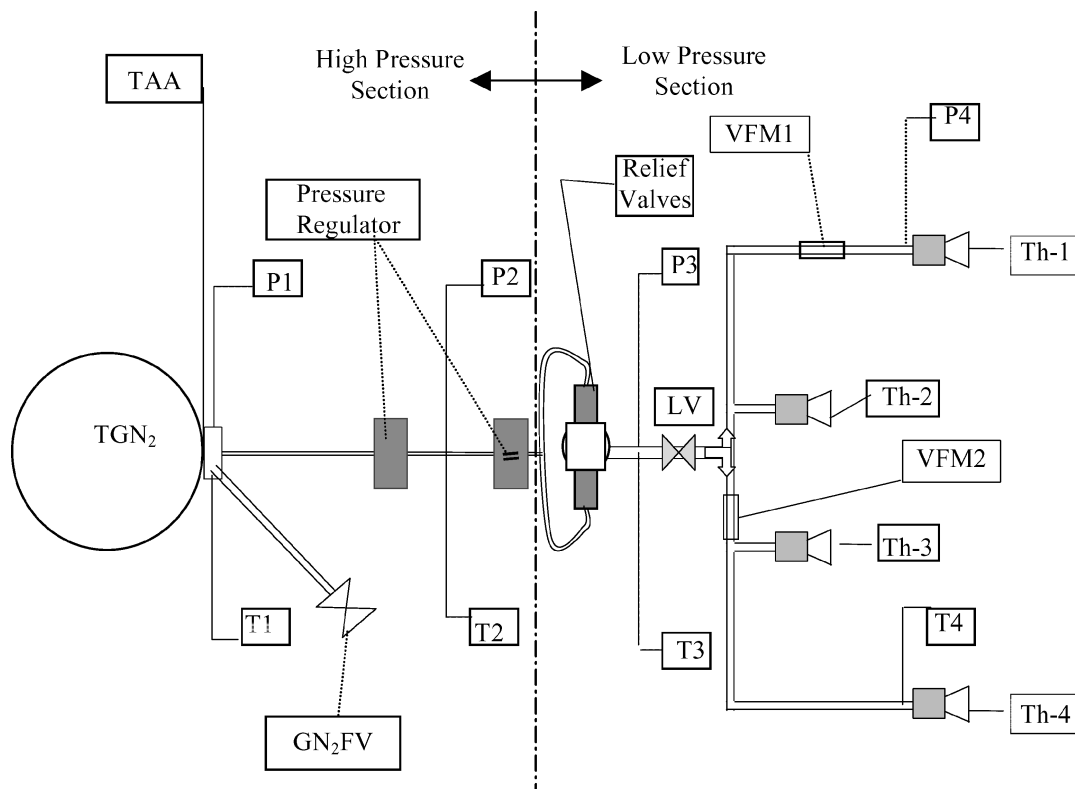 TAA
High Pressure
Section
Low Pressure
Section
VFM1
P4
Relief
Valves
Pressure
Regulator
Th-1
P1
P2
P3
LV
Th-2
TGN₂
VFM2
Th-3
T1
T2
T3
T4
Th-4
GN₂FV